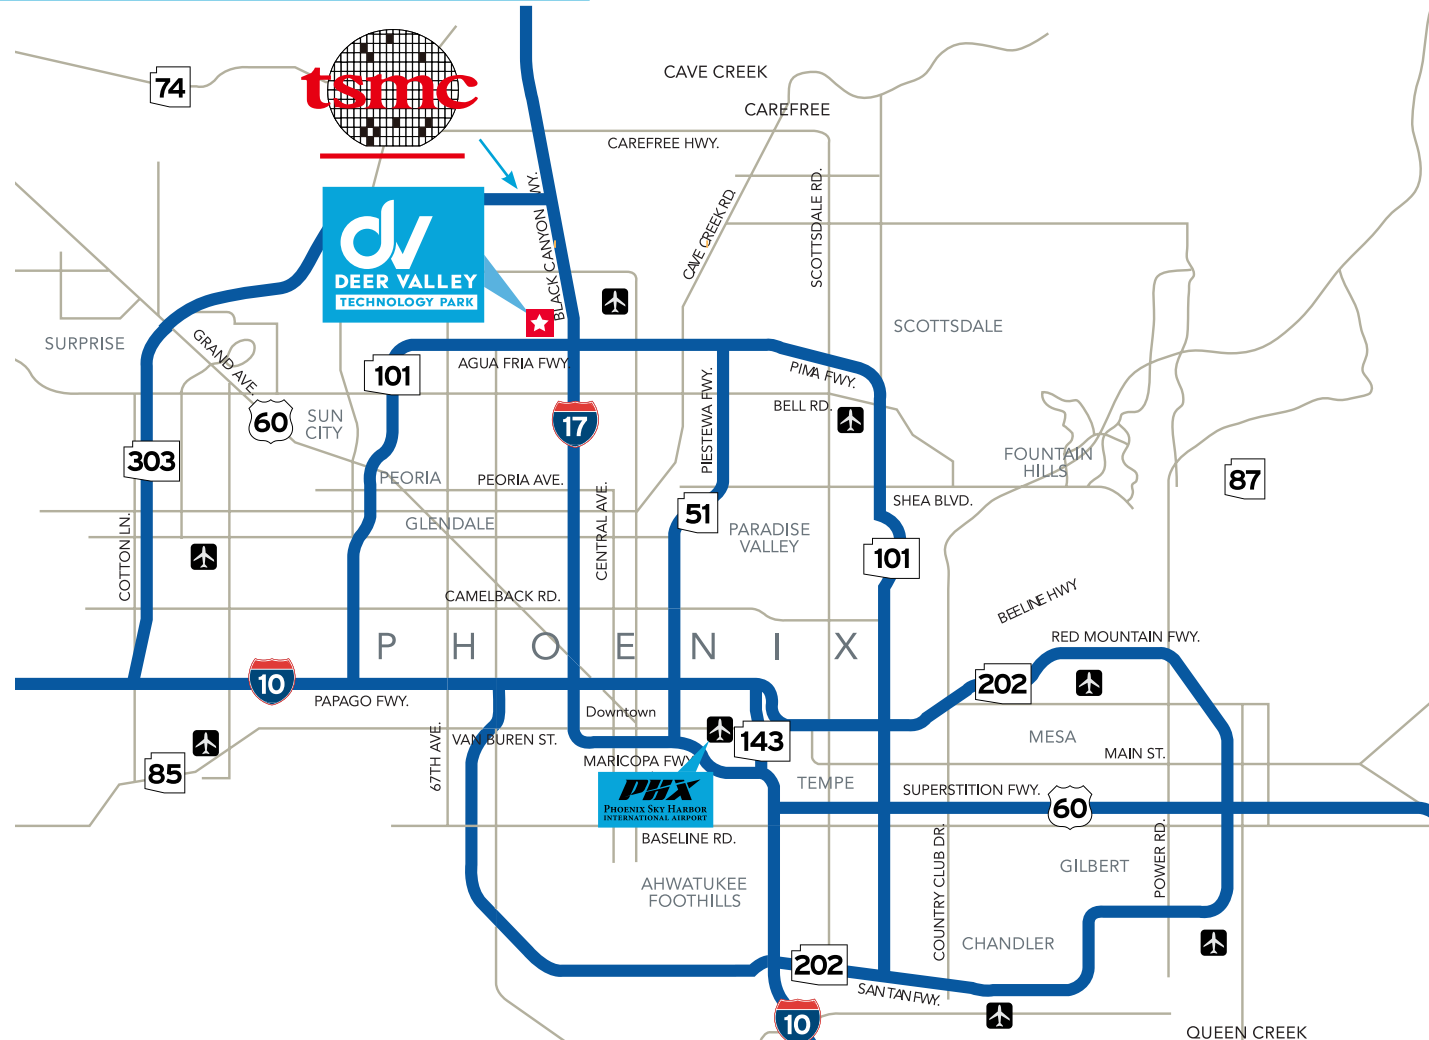 CAVE CREEK
74
tsmc
CAREFREE
CAREFREE HWY.
BLACK CANYON
WY.
CAVE CREEK RD.
SCOTTSDALE RD.
dv
DEER VALLEY
TECHNOLOGY PARK
SURPRISE
GRAND AVE.
SCOTTSDALE
AGUA FRIA FWY.
101
PIMA FWY.
PIESTEWA FWY.
BELL RD.
60
SUN
CITY
17
303
FOUNTAIN
HILLS
PEORIA
PEORIA AVE.
87
SHEA BLVD.
51
GLENDALE
CENTRAL AVE.
PARADISE
VALLEY
COTTON LN.
101
CAMELBACK RD.
BEELINE HWY
RED MOUNTAIN FWY.
PHOENIX
10
202
PAPAGO FWY.
Downtown
67TH AVE.
VAN BUREN ST.
143
MESA
MAIN ST.
85
MARICOPA FWY
TEMPE
PHX
PHOENIX SKY HARBOR
INTERNATIONAL AIRPORT
SUPERSTITION FWY.
60
BASELINE RD.
COUNTRY CLUB DR.
GILBERT
POWER RD.
AHWATUKEE
FOOTHILLS
CHANDLER
202
SAN TAN FWY.
10
QUEEN CREEK